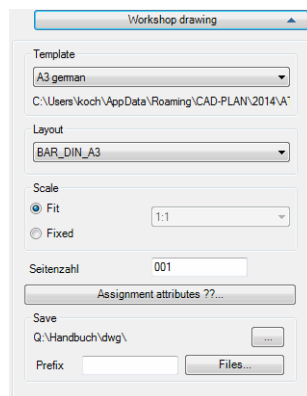 Workshop drawing
Template
A3 german
C:\Users\koch\AppData\Roaming\CAD-PLAN\2014\A
Layout
BAR_DIN_A3
Scale
Fit
1:1
Fixed
Seitenzahl
001
Assignment attributes ??...
Save
Q:\Handbuch\dwg\
...
Prefix
Files...